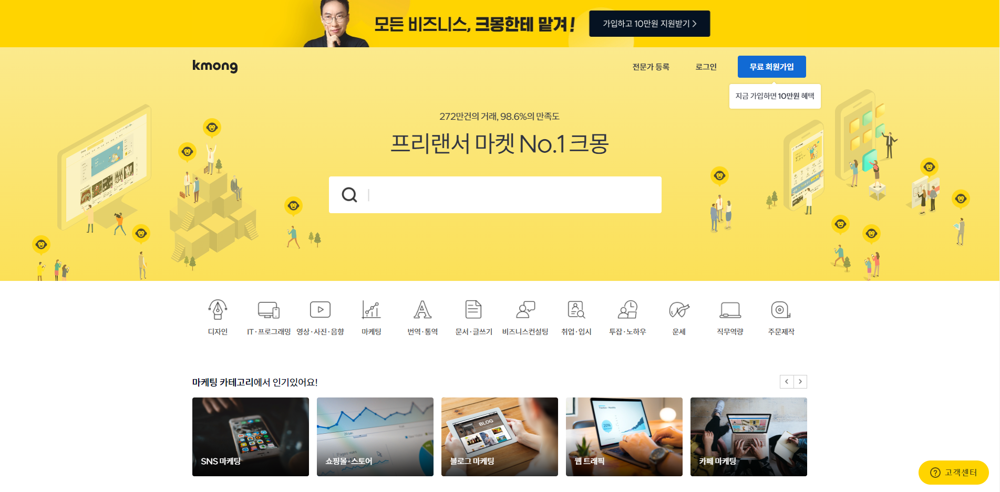 모든 비즈니스, 크몽한테 맡겨!
가입하고 10만원 지원받기 >
kmong
전문가 등록
로그인
무료 회원가입
지금 가입하면 10만원 혜택
272만건의 거래, 98.6%의 만족도
프리랜서 마켓 No.1 크몽
디자인
IT·프로그래밍
영상·사진·음향
마케팅
번역·통역
문서·글쓰기
비즈니스컨설팅
취업·입시
투잡·노하우
운세
직무역량
주문제작
마케팅 카테고리에서 인기있어요!
BLOG
20%
29 jan
Pages
SNS 마케팅
쇼핑몰·스토어
블로그 마케팅
웹 트래픽
카페 마케팅
고객센터